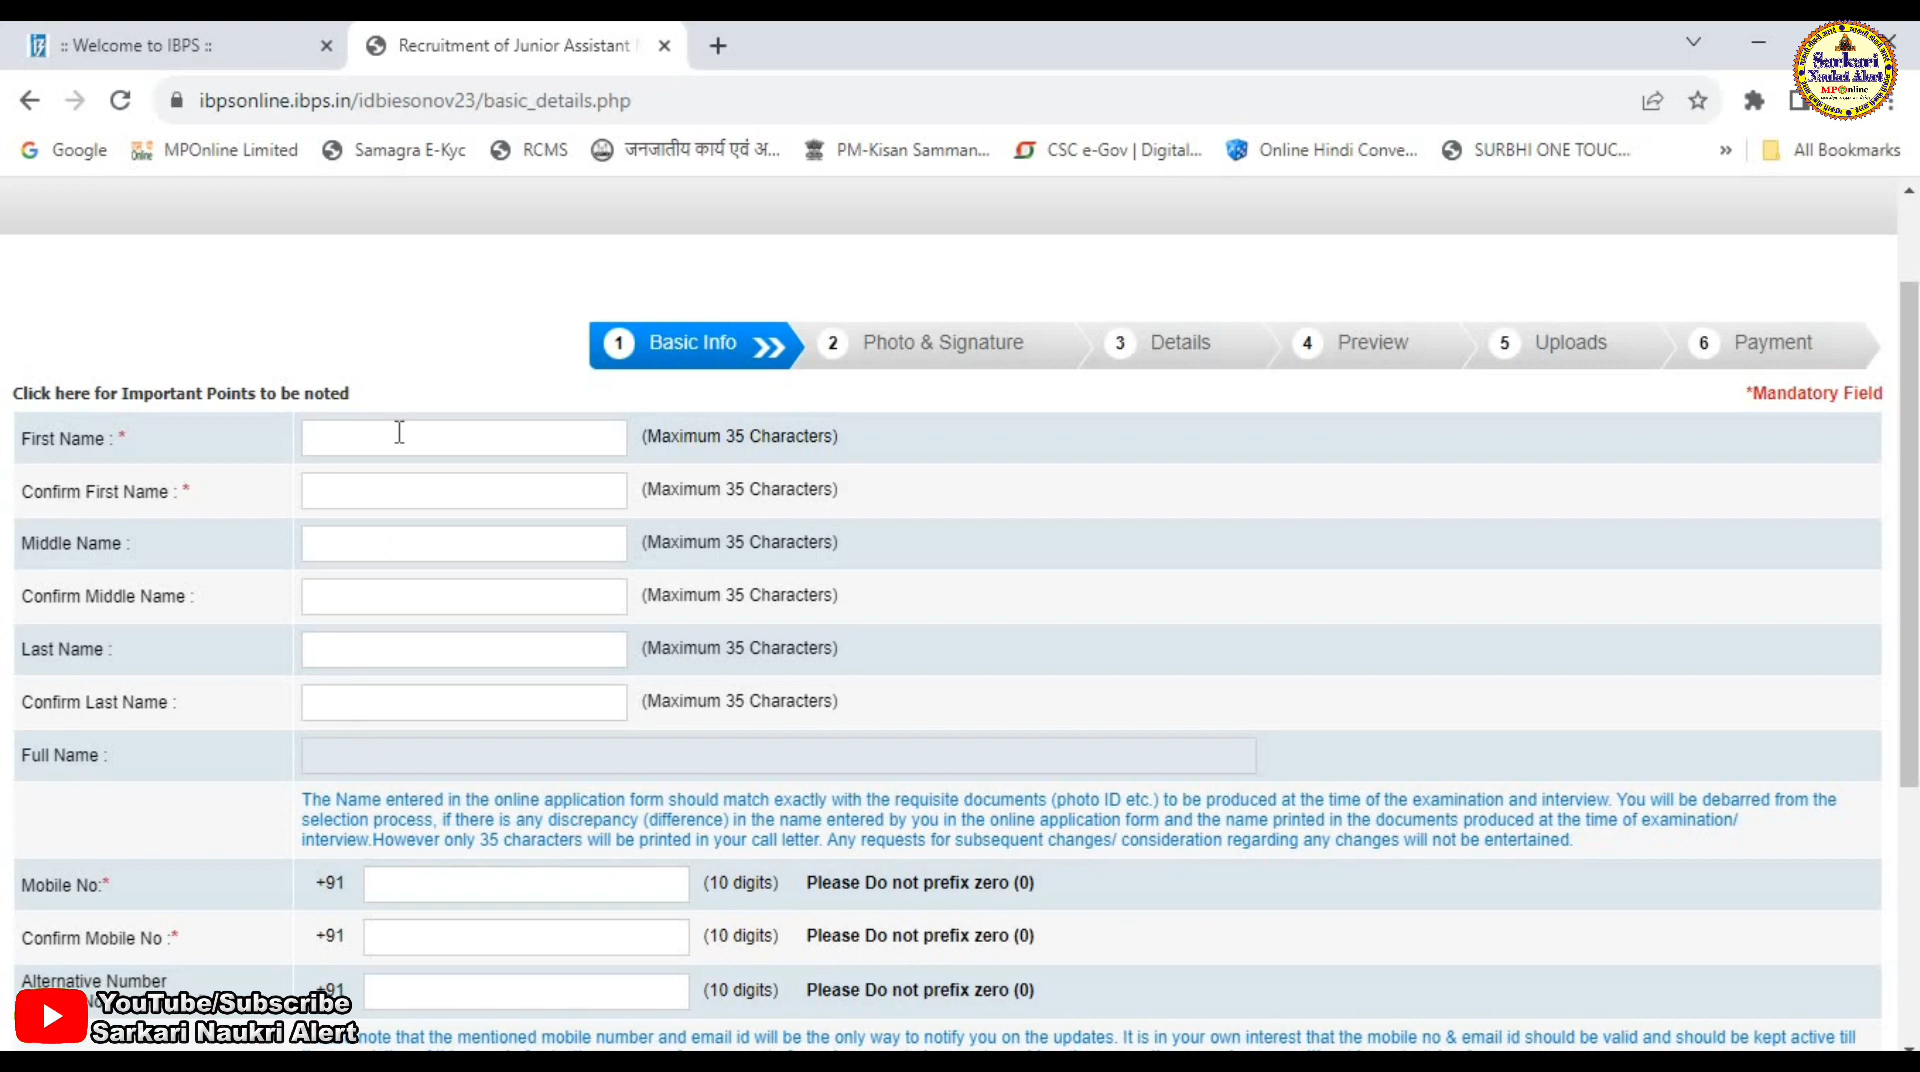 :: Welcome to IBPS ::
Recruitment of Junior Assistant
Sarkari
Naukri Alert
MPOnline
ibpsonline.ibps.in/idbiesonov23/basic_details.php
Google
MPOnline Limited
Samagra E-Kyc
RCMS
जनजातीय कार्य एवं अ...
PM-Kisan Samman...
CSC e-Gov | Digital...
Online Hindi Conve...
SURBHI ONE TOUC...
»
All Bookmarks
1 Basic Info
2 Photo & Signature
3 Details
4 Preview
5 Uploads
6 Payment
Click here for Important Points to be noted
*Mandatory Field
First Name : *
(Maximum 35 Characters)
Confirm First Name : *
(Maximum 35 Characters)
Middle Name :
(Maximum 35 Characters)
Confirm Middle Name :
(Maximum 35 Characters)
Last Name :
(Maximum 35 Characters)
Confirm Last Name :
(Maximum 35 Characters)
Full Name :
The Name entered in the online application form should match exactly with the requisite documents (photo ID etc.) to be produced at the time of the examination and interview. You will be debarred from the
selection process, if there is any discrepancy (difference) in the name entered by you in the online application form and the name printed in the documents produced at the time of examination/
interview.However only 35 characters will be printed in your call letter. Any requests for subsequent changes/ consideration regarding any changes will not be entertained.
Mobile No:*
+91
(10 digits) Please Do not prefix zero (0)
Confirm Mobile No :*
+91
(10 digits) Please Do not prefix zero (0)
Alternative Number
+91
(10 digits) Please Do not prefix zero (0)
YouTube/Subscribe
Sarkari Naukri Alert
note that the mentioned mobile number and email id will be the only way to notify you on the updates. It is in your own interest that the mobile no & email id should be valid and should be kept active till